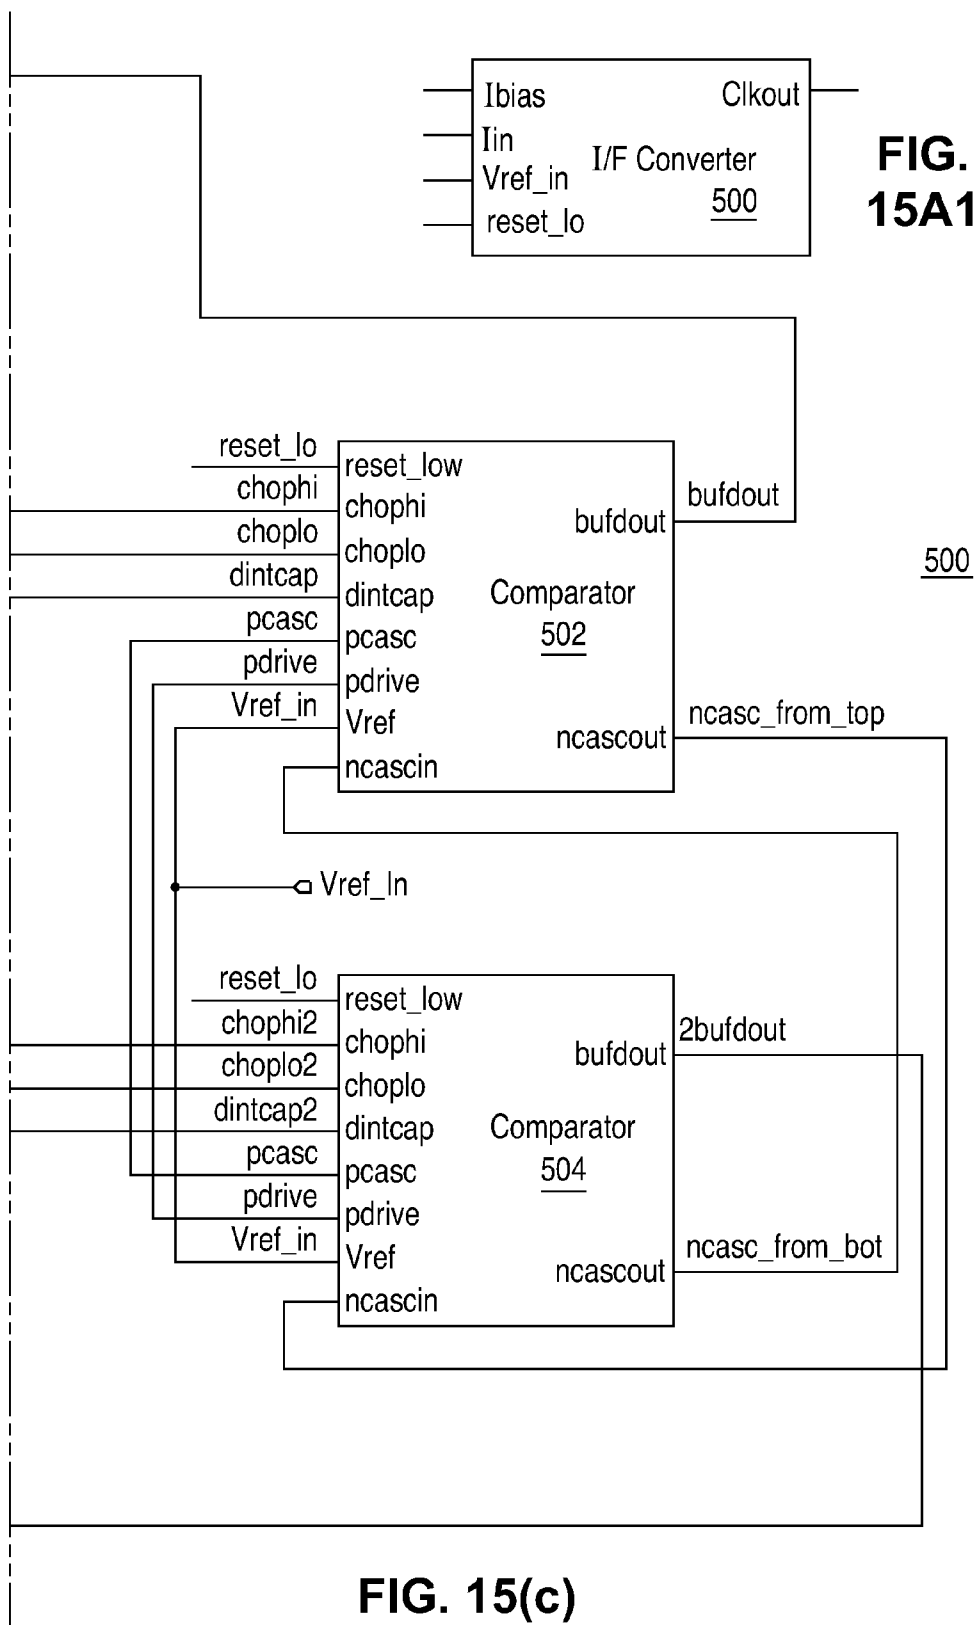 Ibias
Clkout
Iin
I/F Converter
Vref_in
500
reset_lo
FIG.
15A1
reset_lo
reset_low
chophi
chophi
choplo
choplo
dintcap
dintcap
pcasc
pcasc
pdrive
pdrive
Vref_in
Vref
ncascin
bufdout
bufdout
Comparator
502
ncascout
ncasc_from_top
500
Vref_In
reset_lo
reset_low
chophi2
chophi
choplo2
choplo
dintcap2
dintcap
pcasc
pcasc
pdrive
pdrive
Vref_in
Vref
ncascin
bufdout
2bufdout
Comparator
504
ncascout
ncasc_from_bot
FIG. 15(c)